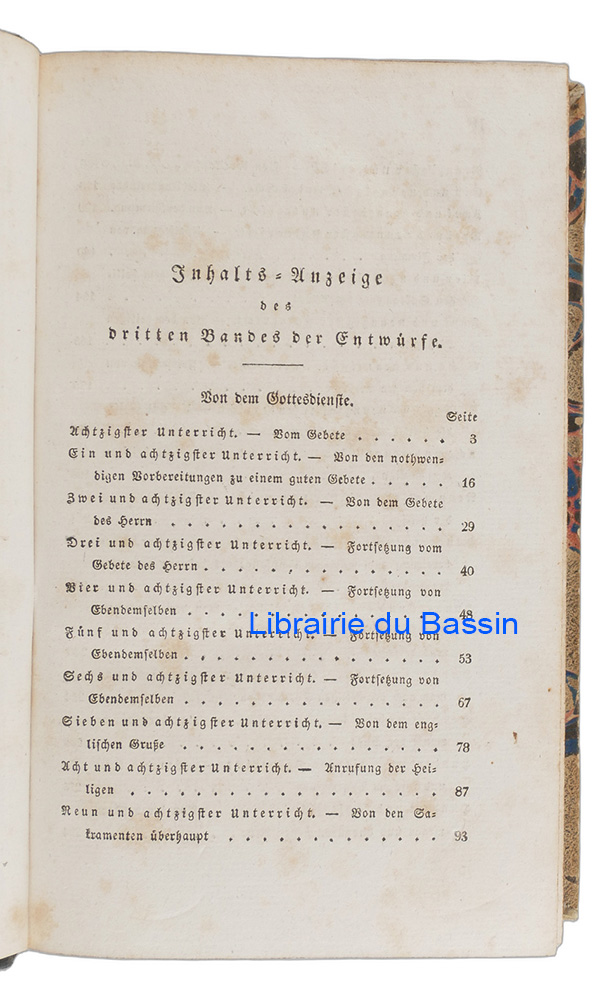 Inhalts-Anzeige
des
dritten Bandes der Entwürfe.
Von dem Gottesdienste.
Seite
Achtzigster Unterricht. — Vom Gebete . . . . . . 3
Ein und achtzigster Unterricht. — Von den nothwen-
digen Vorbereitungen zu einem guten Gebete . . . . . 16
Zwei und achtzigster Unterricht. — Von dem Gebete
des Herrn . . . . . . . . . . . . . . . 29
Drei und achtzigster Unterricht. — Fortsetzung vom
Gebete des Herrn . . . . . . . . . . . . . 40
Vier und achtzigster Unterricht. — Fortsetzung von
Ebendemselben . . . . . . . . . . . . . . 48
Librairie du Bassin
Fünf und achtzigster Unterricht. — Fortsetzung von
Ebendemselben . . . . . . . . . . . . . . 53
Sechs und achtzigster Unterricht. — Fortsetzung von
Ebendemselben . . . . . . . . . . . . . . 67
Sieben und achtzigster Unterricht. — Von dem eng-
lischen Gruße . . . . . . . . . . . . . . 78
Acht und achtzigster Unterricht. — Anrufung der Hei-
ligen . . . . . . . . . . . . . . . . . 87
Neun und achtzigster Unterricht. — Von den Sa-
kramenten überhaupt . . . . . . . . . . . 93